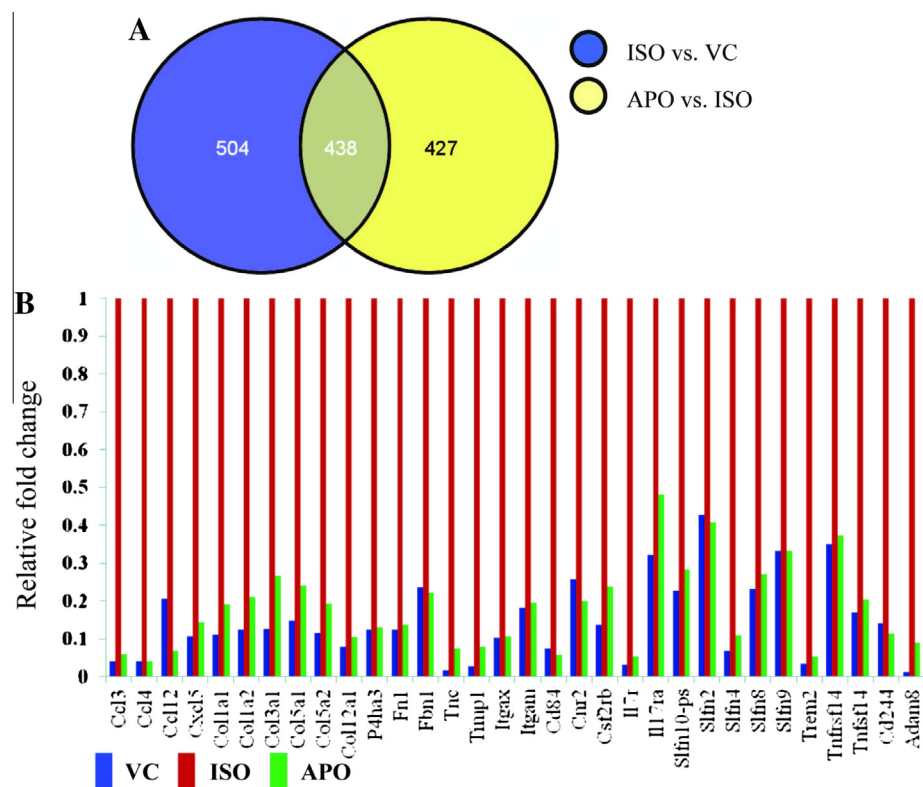 A
ISO vs. VC
APO vs. ISO
504
438
427
B
Relative fold change
1
0.9
0.8
0.7
0.6
0.5
0.4
0.3
0.2
0.1
0
Ccl3
Ccl4
Ccl12
Cxcl5
Col1a1
Col1a2
Col3a1
Col5a1
Col5a2
Col12a1
P4ha3
Fn1
Fbn1
Tnc
Timp1
Itgax
Itgam
Cd84
Cnr2
Csf2rb
Il7r
Il17ra
Slfn10-ps
Slfn2
Slfn4
Slfn8
Slfn9
Trem2
Tnfrsf14
Tnfsf14
Cd244
Adam8
VC
ISO
APO